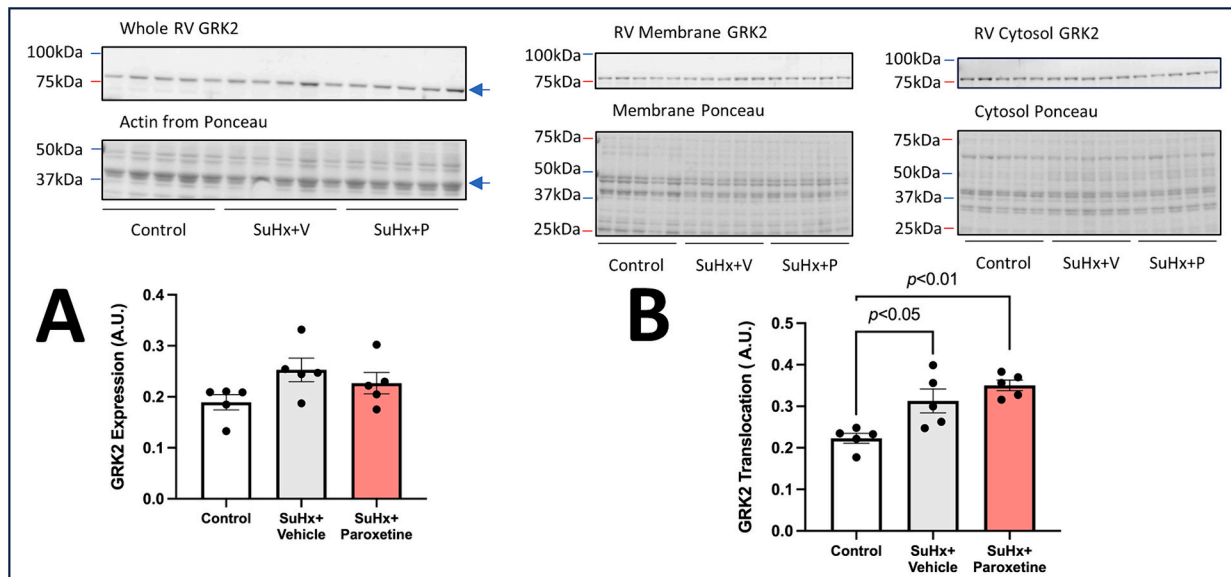 Whole RV GRK2
100kDa
75kDa
Actin from Ponceau
50kDa
37kDa
Control
SuHx+V
SuHx+P
RV Membrane GRK2
100kDa
75kDa
Membrane Ponceau
75kDa
50kDa
37kDa
25kDa
Control
SuHx+V
SuHx+P
RV Cytosol GRK2
100kDa
75kDa
Cytosol Ponceau
75kDa
50kDa
37kDa
25kDa
Control
SuHx+V
SuHx+P
A
GRK2 Expression (A.U.)
0.4
0.3
0.2
0.1
0.0
Control
SuHx+
Vehicle
SuHx+
Paroxetine
B
GRK2 Translocation ( A.U.)
p<0.01
p<0.05
0.5
0.4
0.3
0.2
0.1
0.0
Control
SuHx+
Vehicle
SuHx+
Paroxetine